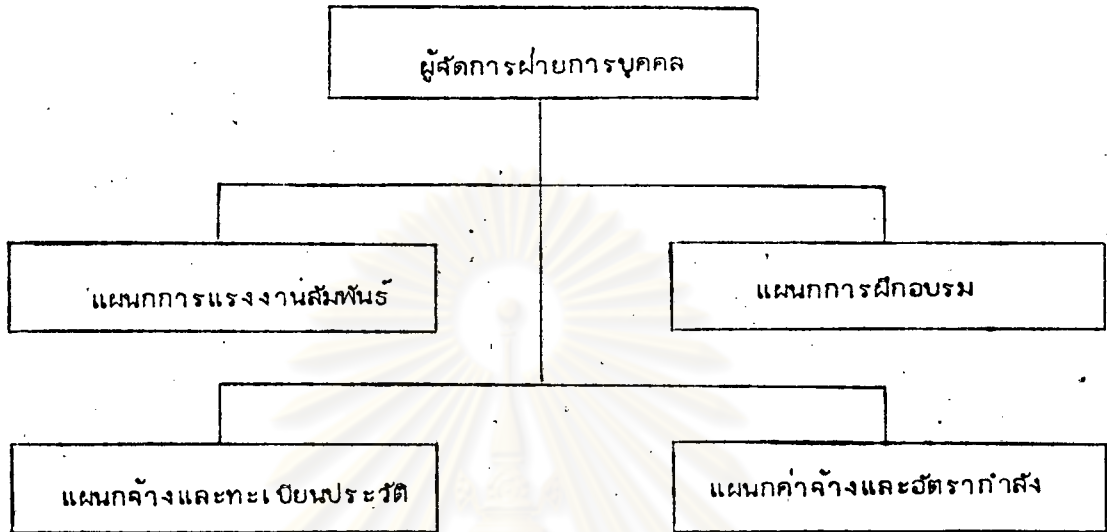 ผู้จัดการฝ่ายการบุคคล
แผนกการแรงงานสัมพันธ์
แผนกการฝึกอบรม
แผนกจ้างและทะเบียนประวัติ
แผนกค่าจ้างและอัตรากำลัง